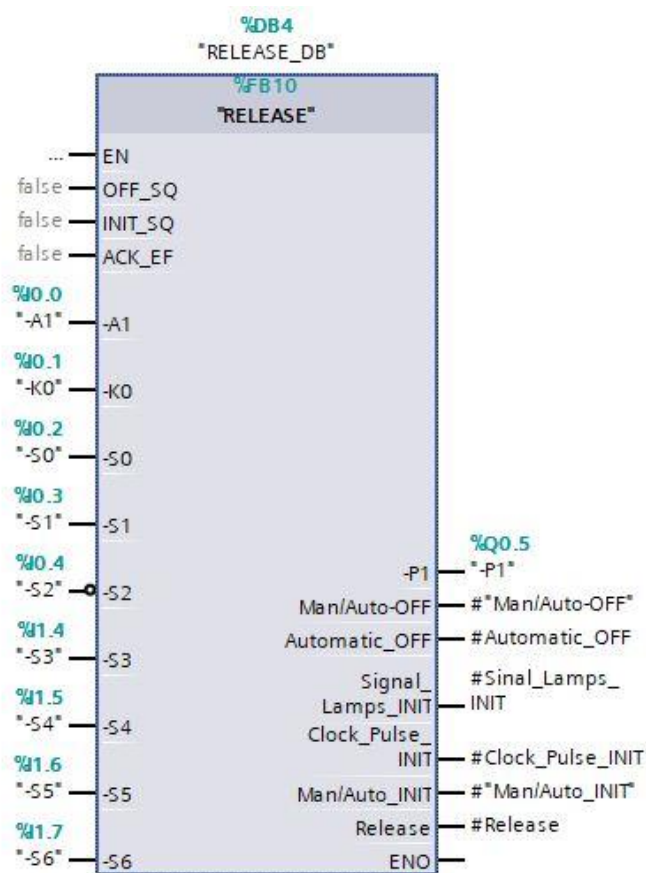 %DB4
"RELEASE_DB"
%FB10
"RELEASE"
... EN
false OFF_SQ
false INIT_SQ
false ACK_EF
%I0.0
"-A1" -A1
%I0.1
"-K0" -K0
%I0.2
"-S0" -S0
%I0.3
"-S1" -S1
%I0.4
"-S2" -S2
%I1.4
"-S3" -S3
%I1.5
"-S4" -S4
%I1.6
"-S5" -S5
%I1.7
"-S6" -S6
%Q0.5
-P1 "-P1"
Man/Auto-OFF #"Man/Auto-OFF"
Automatic_OFF #Automatic_OFF
Signal_ #Sinal_Lamps_
Lamps_INIT INIT
Clock_Pulse_
INIT #Clock_Pulse_INIT
Man/Auto_INIT #"Man/Auto_INIT"
Release #Release
ENO